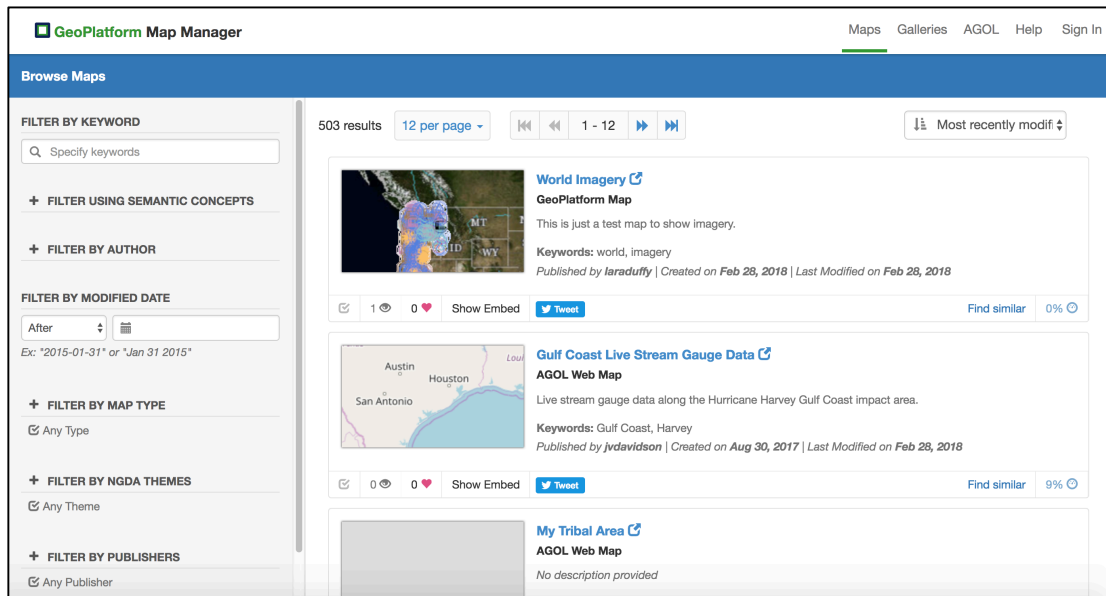 GeoPlatform Map Manager
Maps Galleries AGOL Help Sign In
Browse Maps
FILTER BY KEYWORD
Specify keywords
FILTER USING SEMANTIC CONCEPTS
FILTER BY AUTHOR
FILTER BY MODIFIED DATE
After
Ex: "2015-01-31" or "Jan 31 2015"
FILTER BY MAP TYPE
Any Type
FILTER BY NGDA THEMES
Any Theme
FILTER BY PUBLISHERS
Any Publisher
503 results 12 per page 1 - 12 Most recently modifi
MT
ID WY
World Imagery
GeoPlatform Map
This is just a test map to show imagery.
Keywords: world, imagery
Published by laraduffy | Created on Feb 28, 2018 | Last Modified on Feb 28, 2018
1 0 Show Embed Tweet Find similar 0%
Austin
Houston
San Antonio
Loui
Gulf Coast Live Stream Gauge Data
AGOL Web Map
Live stream gauge data along the Hurricane Harvey Gulf Coast impact area.
Keywords: Gulf Coast, Harvey
Published by jvdavidson | Created on Aug 30, 2017 | Last Modified on Feb 28, 2018
0 0 Show Embed Tweet Find similar 9%
My Tribal Area
AGOL Web Map
No description provided